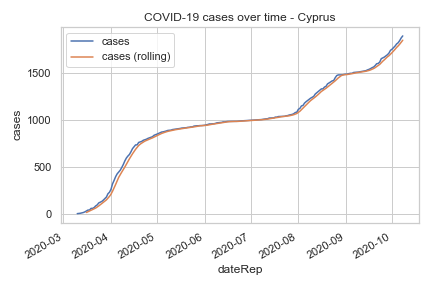 COVID-19 cases over time - Cyprus
cases
cases (rolling)
1500
1000
500
0
cases
2020-03
2020-04
2020-05
2020-06
2020-07
2020-08
2020-09
2020-10
dateRep